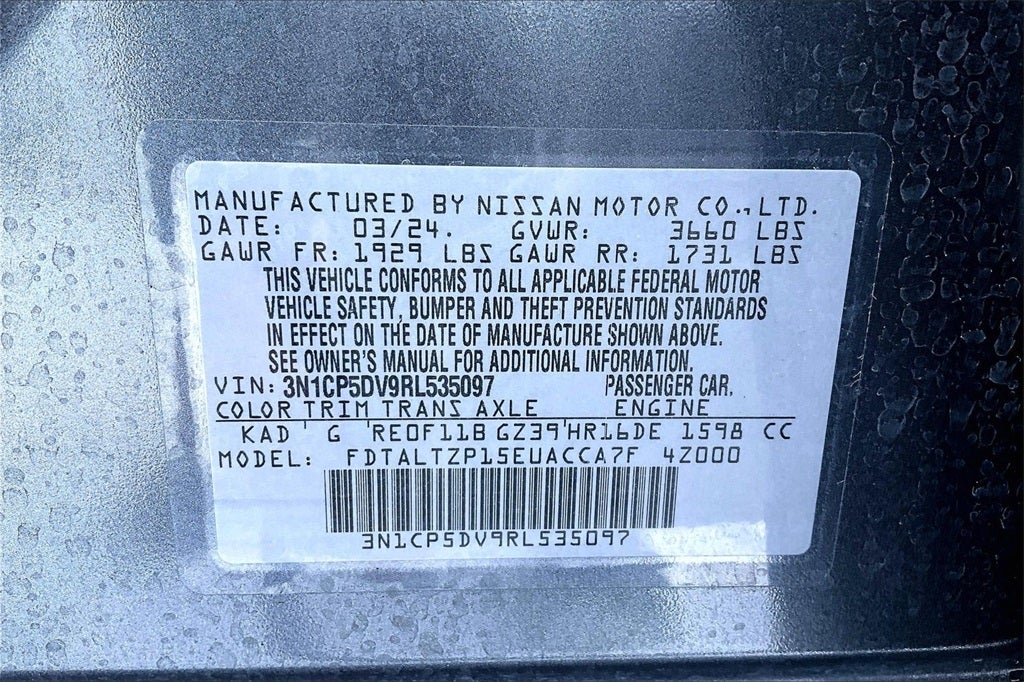 MANUFACTURED BY NISSAN MOTOR CO., LTD.
DATE: 03/24. GVWR: 3660 LBS
GAWR FR: 1929 LBS GAWR RR: 1731 LBS
THIS VEHICLE CONFORMS TO ALL APPLICABLE FEDERAL MOTOR
VEHICLE SAFETY, BUMPER AND THEFT PREVENTION STANDARDS
IN EFFECT ON THE DATE OF MANUFACTURE SHOWN ABOVE.
SEE OWNER'S MANUAL FOR ADDITIONAL INFORMATION.
VIN: 3N1CP5DV9RL535097 PASSENGER CAR.
COLOR TRIM TRANS AXLE ENGINE
KAD G RE0F11B GZ39 HR16DE 1598 CC
MODEL: FDTALTZP15EUACCA7F 4Z000
3N1CP5DV9RL535097